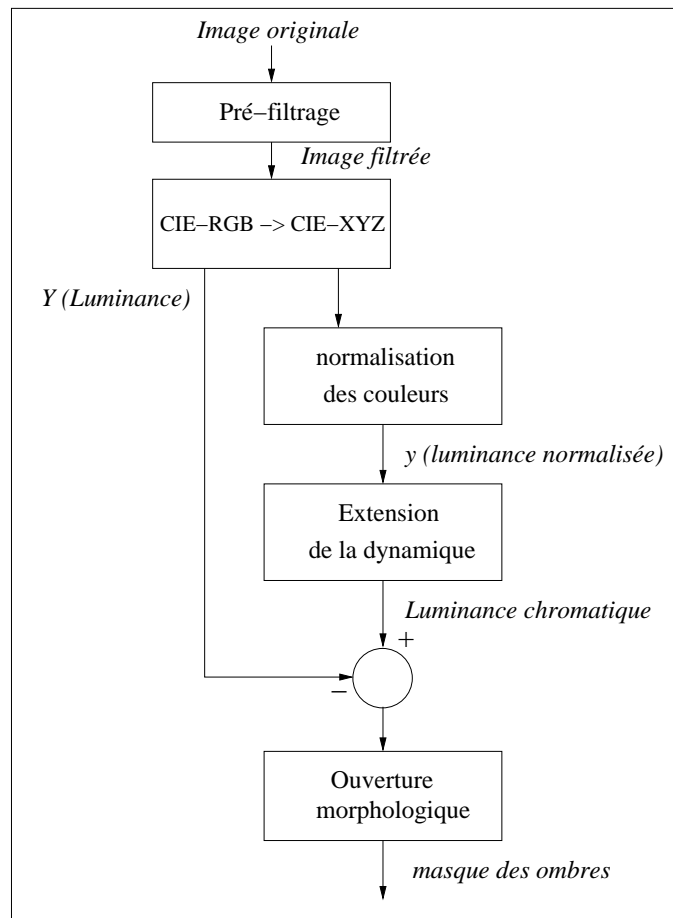 Image originale
Pré−filtrage
Image filtrée
CIE−RGB −> CIE−XYZ
Y (Luminance)
normalisation
des couleurs
y (luminance normalisée)
Extension
de la dynamique
Luminance chromatique
+
−
Ouverture
morphologique
masque des ombres